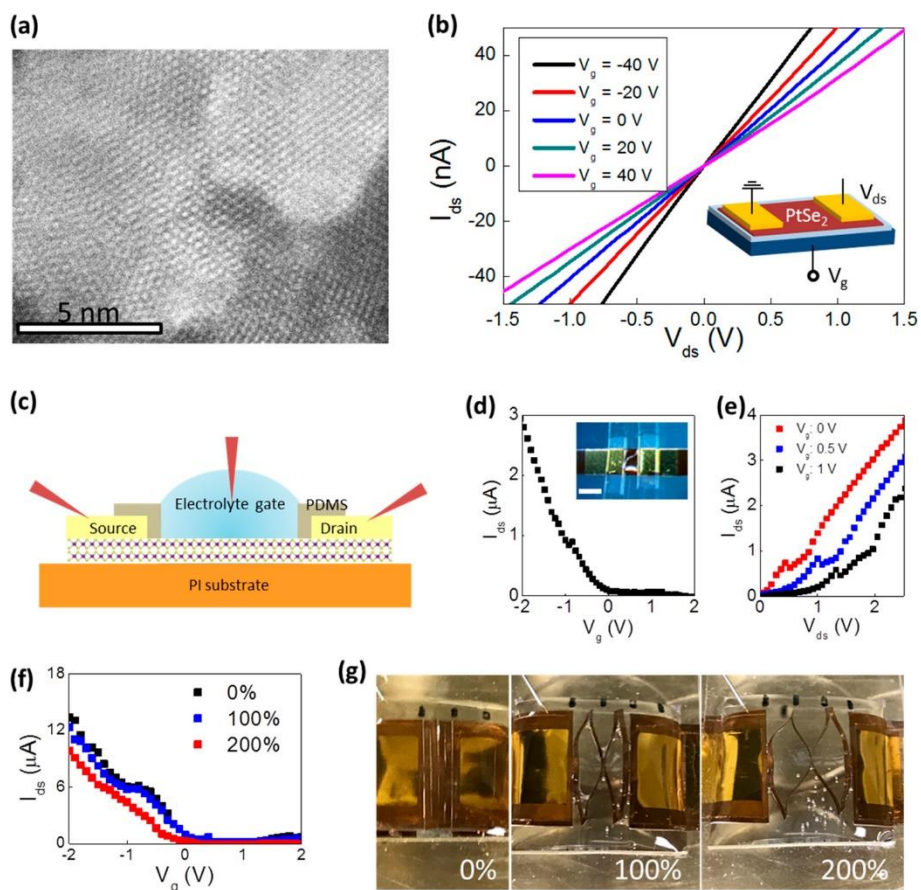 (a)
5 nm
(b)
I_ds (nA)
40
20
0
-20
-40
V_g = -40 V
V_g = -20 V
V_g = 0 V
V_g = 20 V
V_g = 40 V
PtSe₂
V_ds
V_g
-1.5 -1.0 -0.5 0.0 0.5 1.0 1.5
V_ds (V)
(c)
Electrolyte gate
PDMS
Source
Drain
PI substrate
(d)
I_ds (µA)
3
2
1
0
-2 -1 0 1 2
V_g (V)
(e)
I_ds (µA)
4
3
2
1
0
V_g: 0 V
V_g: 0.5 V
V_g: 1 V
0 1 2
V_ds (V)
(f)
I_ds (µA)
18
12
6
0
0%
100%
200%
-2 -1 0 1 2
V_g (V)
(g)
0%
100%
200%